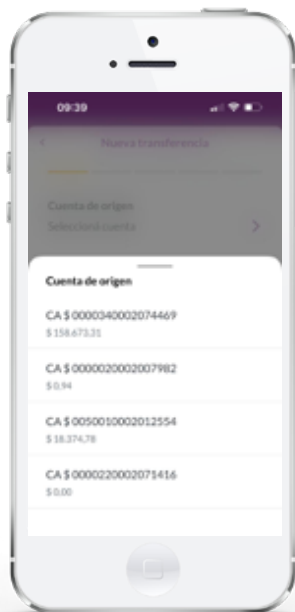 09:39
Nueva transferencia
Cuenta de origen
Seleccioná cuenta
Cuenta de origen
CA $ 0000340002074469
$ 158.673,31
CA $ 0000020002007982
$ 0,94
CA $ 0050010002012554
$ 18.374,78
CA $ 0000220002071416
$ 0,00